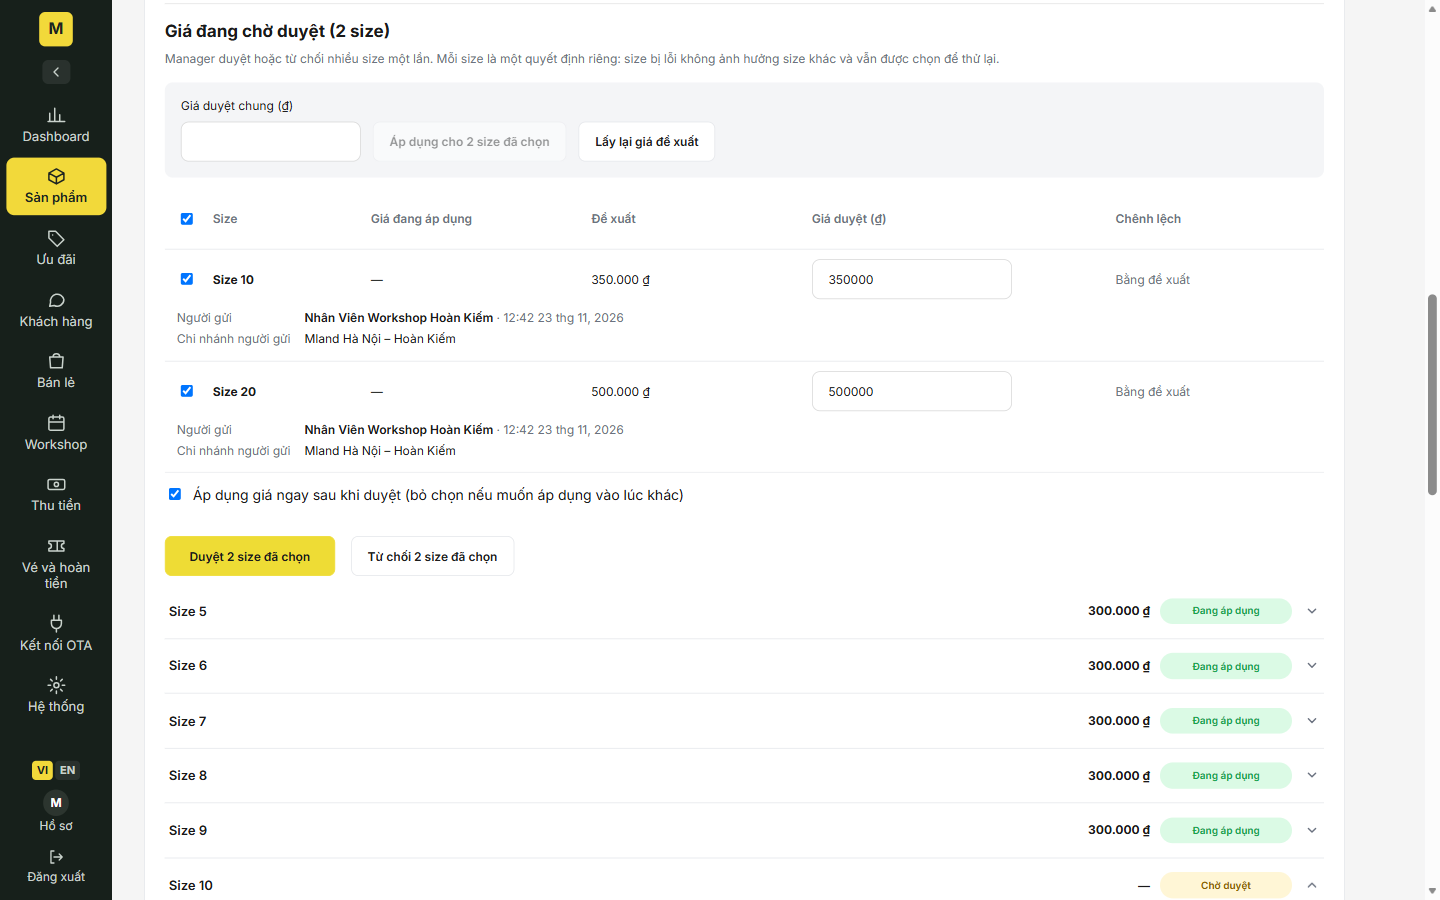 M
Dashboard
Sản phẩm
Ưu đãi
Khách hàng
Bán lẻ
Workshop
Thu tiền
Vé và hoàn
tiền
Kết nối OTA
Hệ thống
VI EN
M
Hồ sơ
Đăng xuất
Giá đang chờ duyệt (2 size)
Manager duyệt hoặc từ chối nhiều size một lần. Mỗi size là một quyết định riêng: size bị lỗi không ảnh hưởng size khác và vẫn được chọn để thử lại.
Giá duyệt chung (₫)
Áp dụng cho 2 size đã chọn Lấy lại giá đề xuất
Size Giá đang áp dụng Đề xuất Giá duyệt (₫) Chênh lệch
Size 10 — 350.000 ₫ 350000 Bằng đề xuất
Người gửi Nhân Viên Workshop Hoàn Kiếm · 12:42 23 thg 11, 2026
Chi nhánh người gửi Mland Hà Nội – Hoàn Kiếm
Size 20 — 500.000 ₫ 500000 Bằng đề xuất
Người gửi Nhân Viên Workshop Hoàn Kiếm · 12:42 23 thg 11, 2026
Chi nhánh người gửi Mland Hà Nội – Hoàn Kiếm
Áp dụng giá ngay sau khi duyệt (bỏ chọn nếu muốn áp dụng vào lúc khác)
Duyệt 2 size đã chọn Từ chối 2 size đã chọn
Size 5 300.000 ₫ Đang áp dụng
Size 6 300.000 ₫ Đang áp dụng
Size 7 300.000 ₫ Đang áp dụng
Size 8 300.000 ₫ Đang áp dụng
Size 9 300.000 ₫ Đang áp dụng
Size 10 — Chờ duyệt